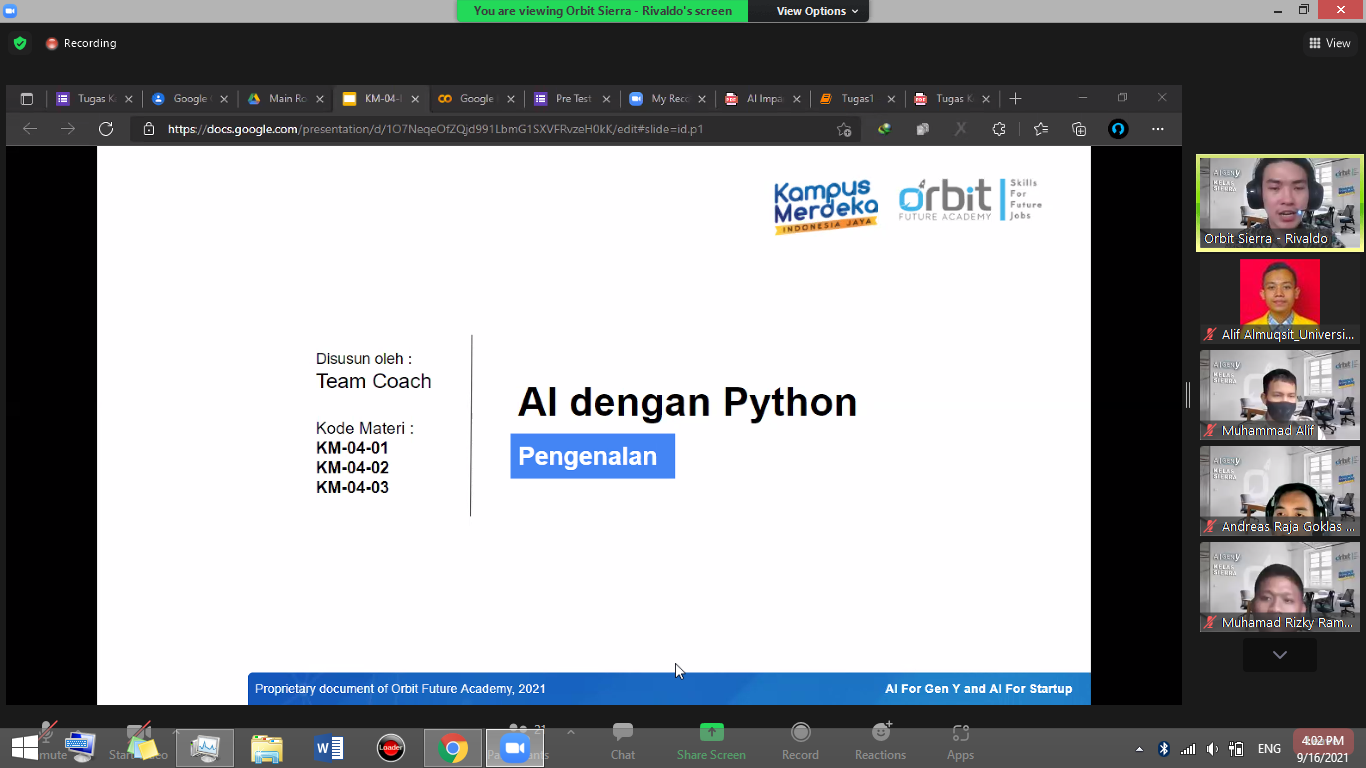 You are viewing Orbit Sierra - Rivaldo's screen
View Options
Recording
View
Tugas K
Google
Main Ro
KM-04-
Google
Pre Test
My Rec
AI Impa
Tugas1
Tugas K
https://docs.google.com/presentation/d/1O7NeqeOfZQjd991LbmG1SXVFRvzeH0kK/edit#slide=id.p1
Kampus
Merdeka
INDONESIA JAYA
Orbit
FUTURE ACADEMY
Skills
For
Future
Jobs
Disusun oleh :
Team Coach
Kode Materi :
KM-04-01
KM-04-02
KM-04-03
AI dengan Python
Pengenalan
Proprietary document of Orbit Future Academy, 2021
AI For Gen Y and AI For Startup
Orbit Sierra - Rivaldo
Alif Almuqsit_Universi...
Muhammad Alif
Andreas Raja Goklas ...
Muhamad Rizky Ram...
21
Chat
Share Screen
Record
Reactions
Apps
Loader
ENG
4:02 PM
9/16/2021